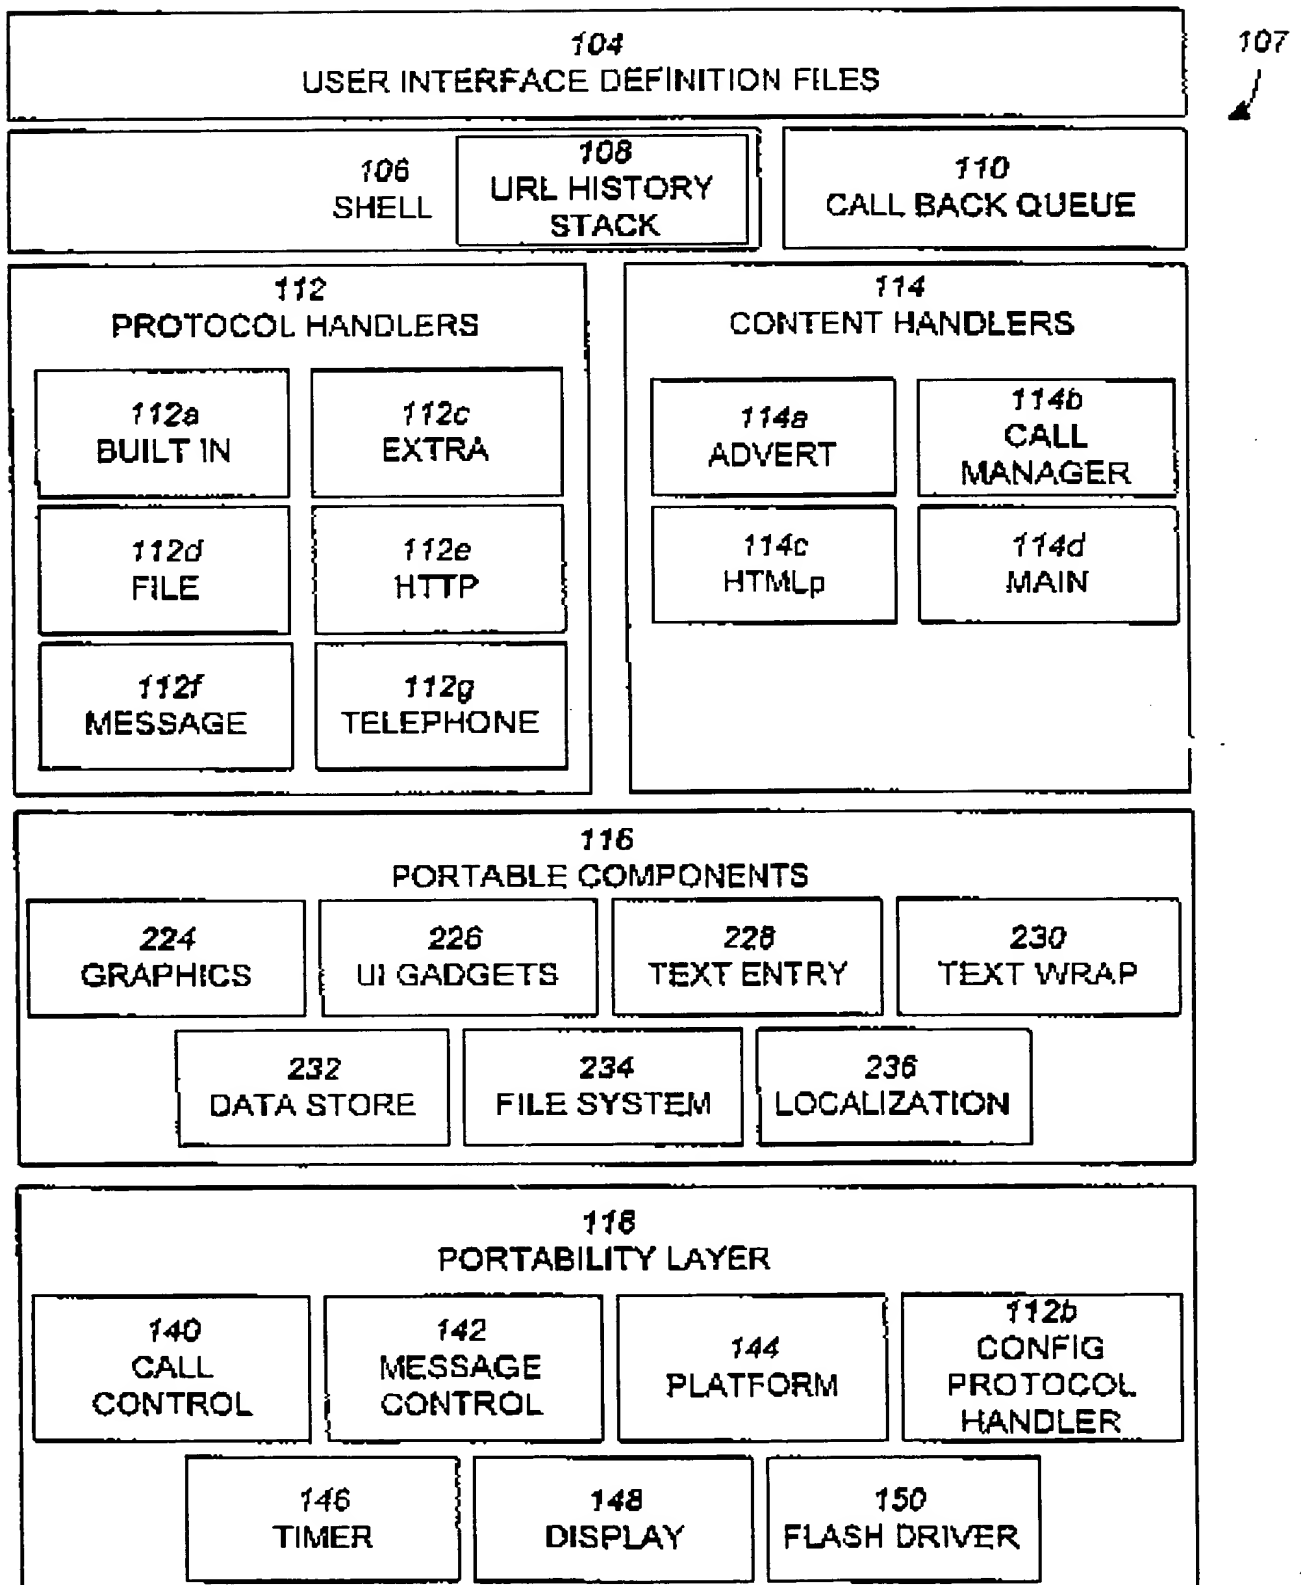 104
USER INTERFACE DEFINITION FILES
107
106
SHELL
108
URL HISTORY
STACK
110
CALL BACK QUEUE
112
PROTOCOL HANDLERS
112a
BUILT IN
112c
EXTRA
112d
FILE
112e
HTTP
112f
MESSAGE
112g
TELEPHONE
114
CONTENT HANDLERS
114a
ADVERT
114b
CALL
MANAGER
114c
HTMLp
114d
MAIN
116
PORTABLE COMPONENTS
224
GRAPHICS
226
UI GADGETS
228
TEXT ENTRY
230
TEXT WRAP
232
DATA STORE
234
FILE SYSTEM
236
LOCALIZATION
118
PORTABILITY LAYER
140
CALL
CONTROL
142
MESSAGE
CONTROL
144
PLATFORM
112b
CONFIG
PROTOCOL
HANDLER
146
TIMER
148
DISPLAY
150
FLASH DRIVER